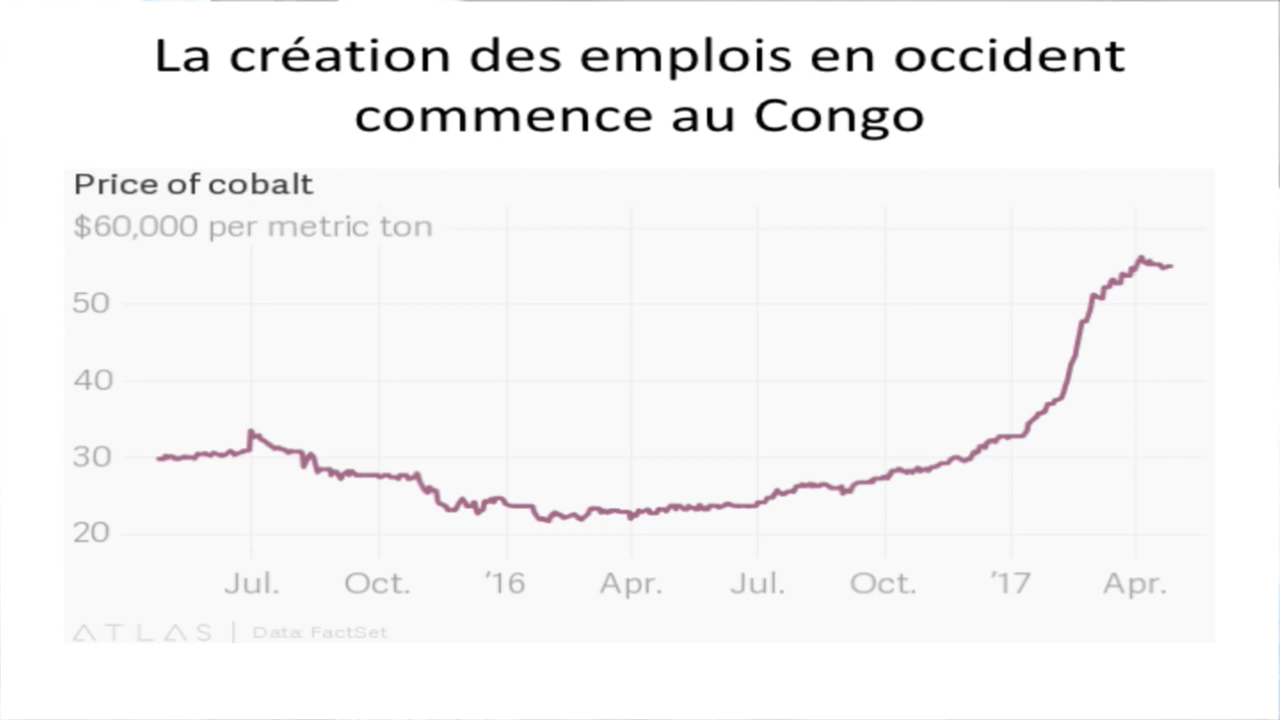 La création des emplois en occident
commence au Congo
Price of cobalt
$60,000 per metric ton
50
40
30
20
Jul. Oct. '16 Apr. Jul. Oct. '17 Apr.
ATLAS | Data: FactSet